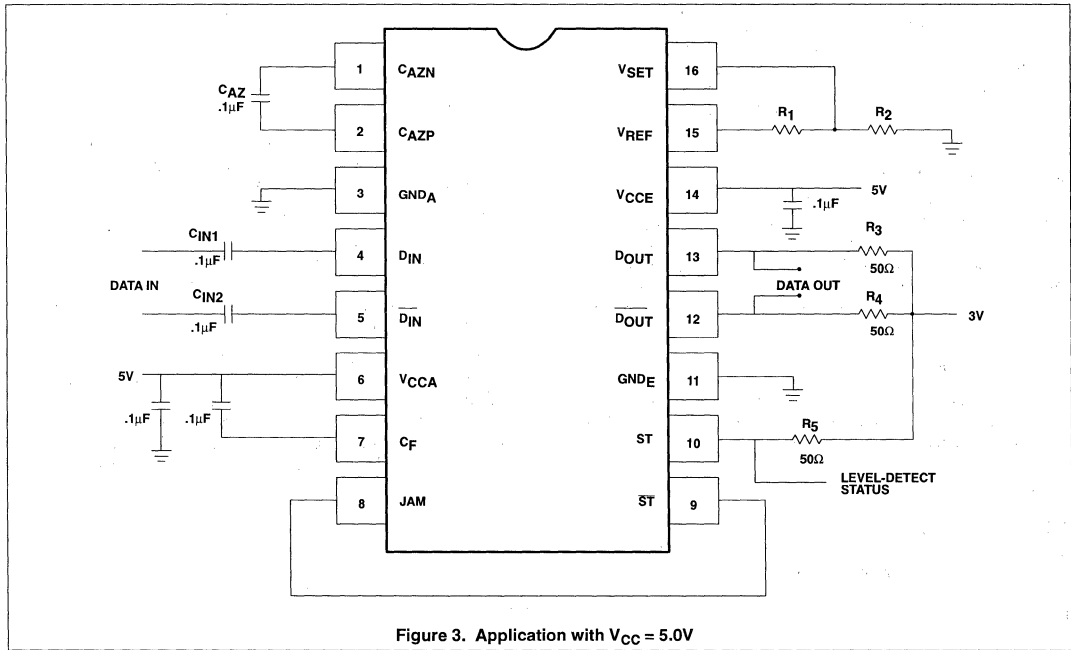 1 CAZN
CAZ
.1µF
2 CAZP
3 GNDA
CIN1
.1µF
4 DIN
DATA IN
CIN2
.1µF
5 D̅I̅N̅
5V
6 VCCA
.1µF
.1µF
7 CF
8 JAM
VSET 16
R1
R2
VREF 15
VCCE 14
5V
.1µF
R3
DOUT 13
50Ω
DATA OUT
R4
D̅O̅U̅T̅ 12
50Ω
3V
GNDE 11
R5
ST 10
50Ω
LEVEL-DETECT
STATUS
S̅T̅ 9
Figure 3. Application with VCC = 5.0V